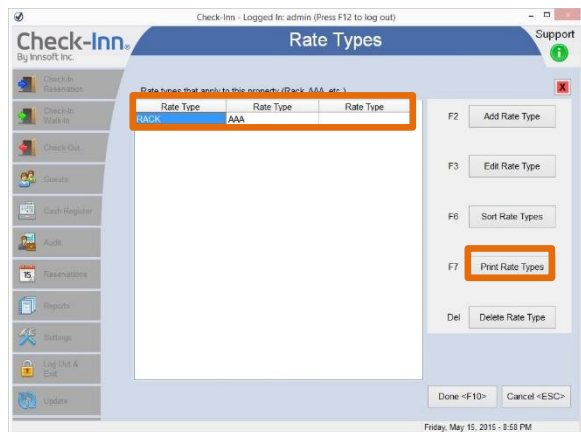 Check-Inn - Logged In: admin (Press F12 to log out)
Check-Inn®
By Innsoft Inc.
Rate Types
Support
Check-In
Reservation
Check-In
Walk-In
Check-Out
Guests
Cash Register
Audit
15
Reservations
Reports
Settings
Log Out &
Exit
Update
Rate types that apply to this property (Rack, AAA, etc.)
Rate Type Rate Type Rate Type
RACK AAA
F2 Add Rate Type
F3 Edit Rate Type
F6 Sort Rate Types
F7 Print Rate Types
Del Delete Rate Type
Done <F10> Cancel <ESC>
Friday, May 15, 2015 - 8:58 PM